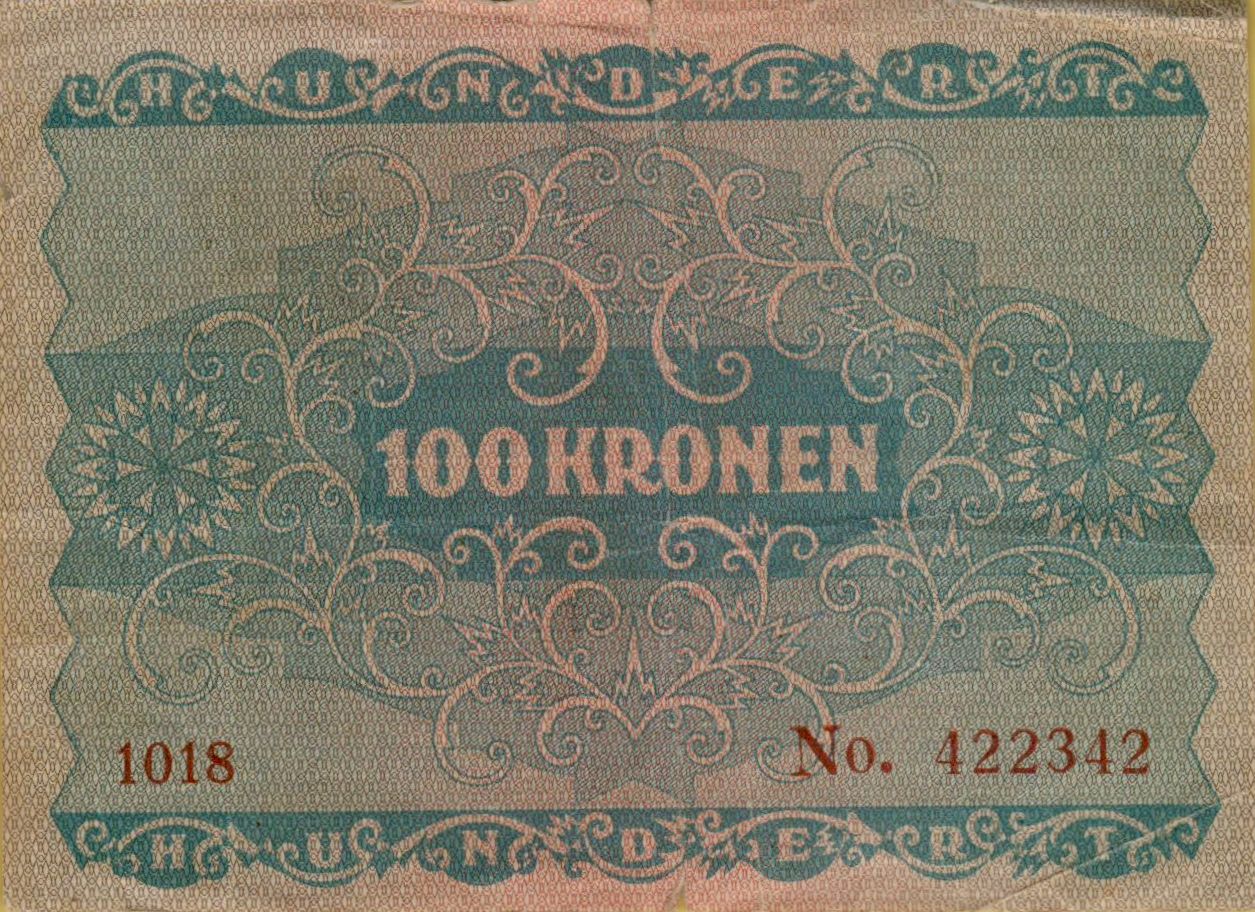 HUNDERT
100 KRONEN
1018 No. 422342
HUNDERT